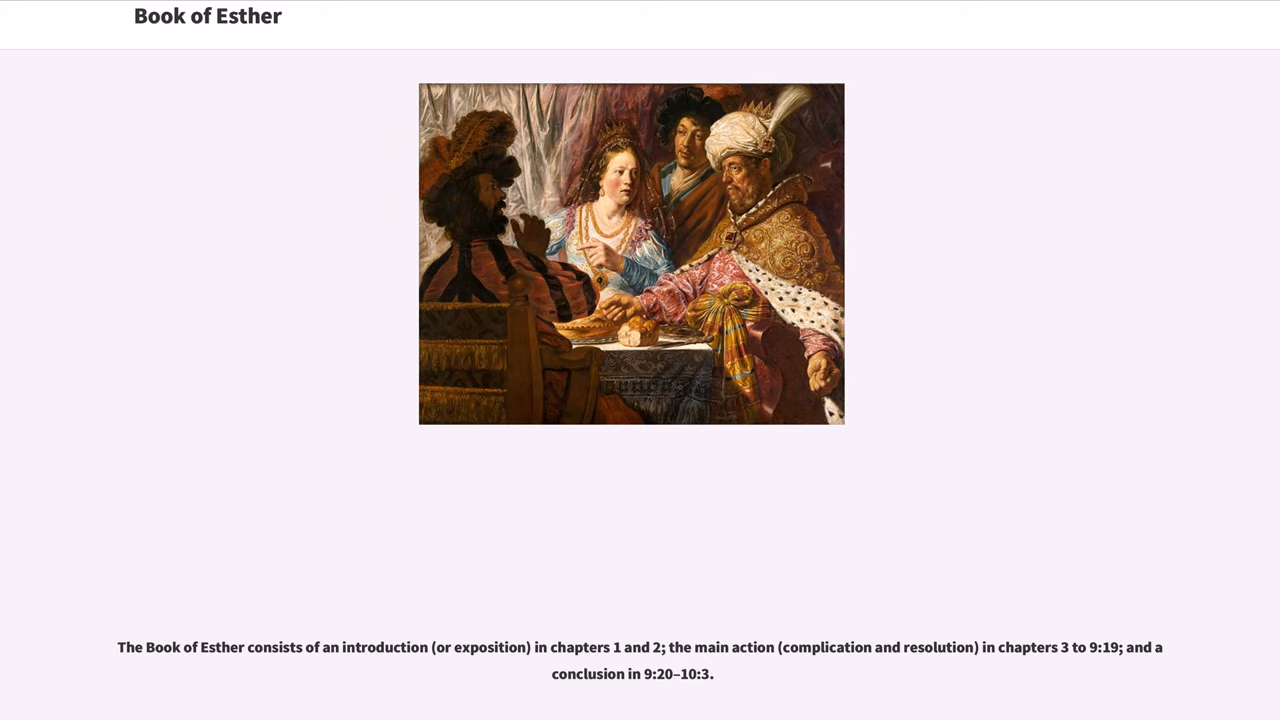 Book of Esther
The Book of Esther consists of an introduction (or exposition) in chapters 1 and 2; the main action (complication and resolution) in chapters 3 to 9:19; and a
conclusion in 9:20–10:3.